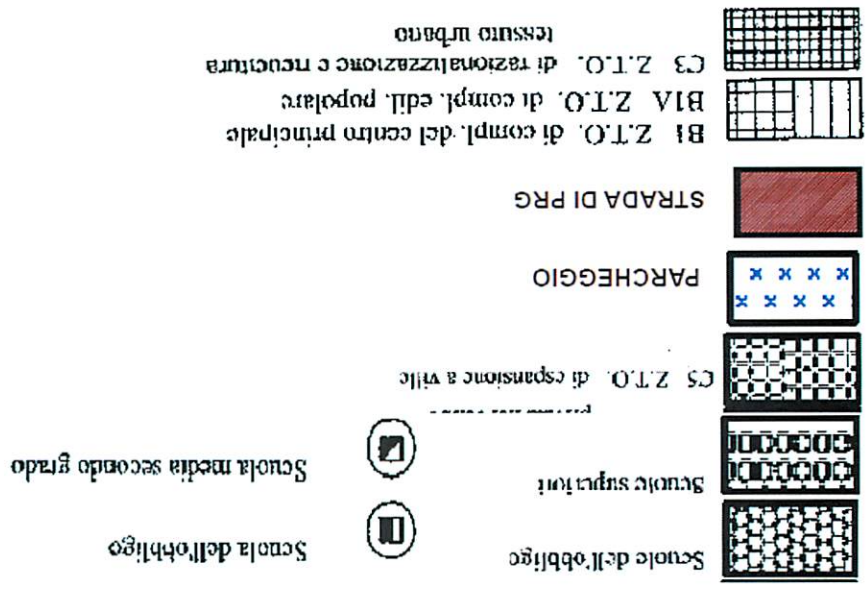 Scuole dell'obbligo
Scuola dell'obbligo
Scuole superiori
Scuola media secondo grado
C5 Z.T.O. di espansione a ville
PARCHEGGIO
STRADA DI PRG
B1 Z.T.O. di compl. del centro principale
B1A Z.T.O. di compl. edil. popolare
C3 Z.T.O. di razionalizzazione e ricucitura
tessuto urbano